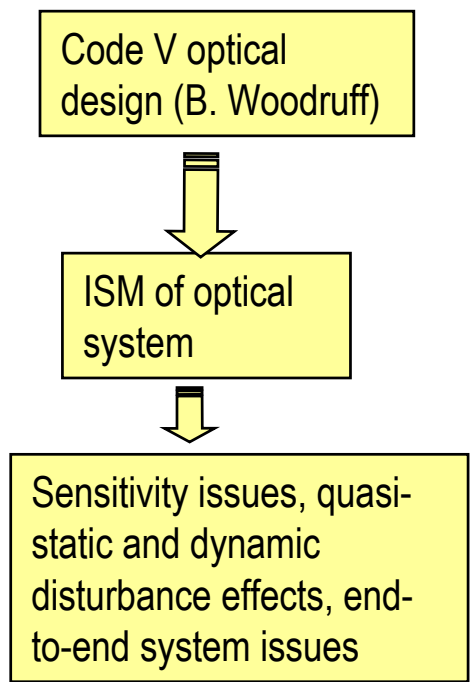 Code V optical
design (B. Woodruff)
ISM of optical
system
Sensitivity issues, quasi-
static and dynamic
disturbance effects, end-
to-end system issues